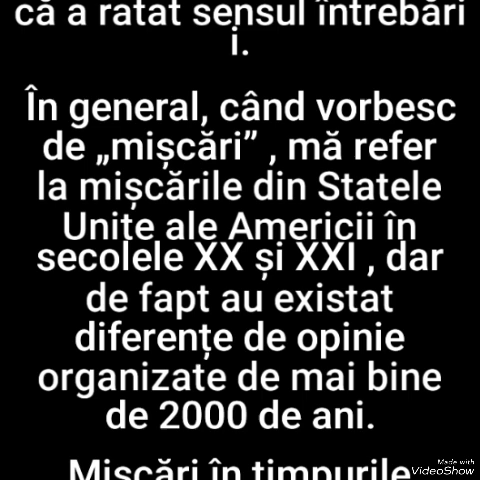 că a ratat sensul întrebări
i.
În general, când vorbesc
de „mișcări” , mă refer
la mișcările din Statele
Unite ale Americii în
secolele XX și XXI , dar
de fapt au existat
diferențe de opinie
organizate de mai bine
de 2000 de ani.
Mișcări în timpurile
Made with
VideoShow